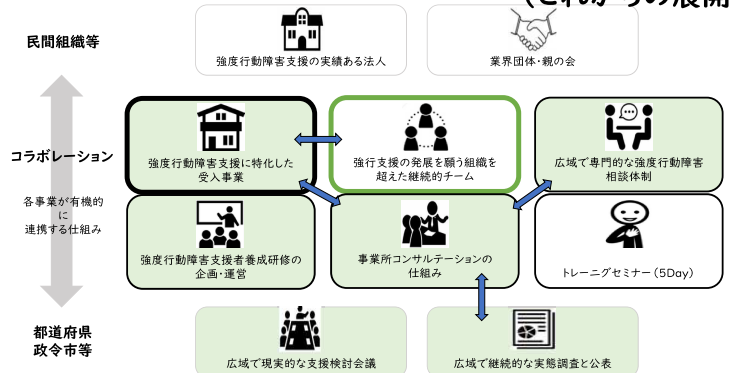 (これからの展開
民間組織等
強度行動障害支援の実績ある法人
業界団体・親の会
コラボレーション
強度行動障害支援に特化した
受入事業
強行支援の発展を願う組織を
超えた継続的チーム
広域で専門的な強度行動障害
相談体制
各事業が有機的
に
連携する仕組み
強度行動障害支援者養成研修の
企画・運営
事業所コンサルテーションの
仕組み
トレーニグセミナー(5Day)
都道府県
政令市等
広域で現実的な支援検討会議
広域で継続的な実態調査と公表